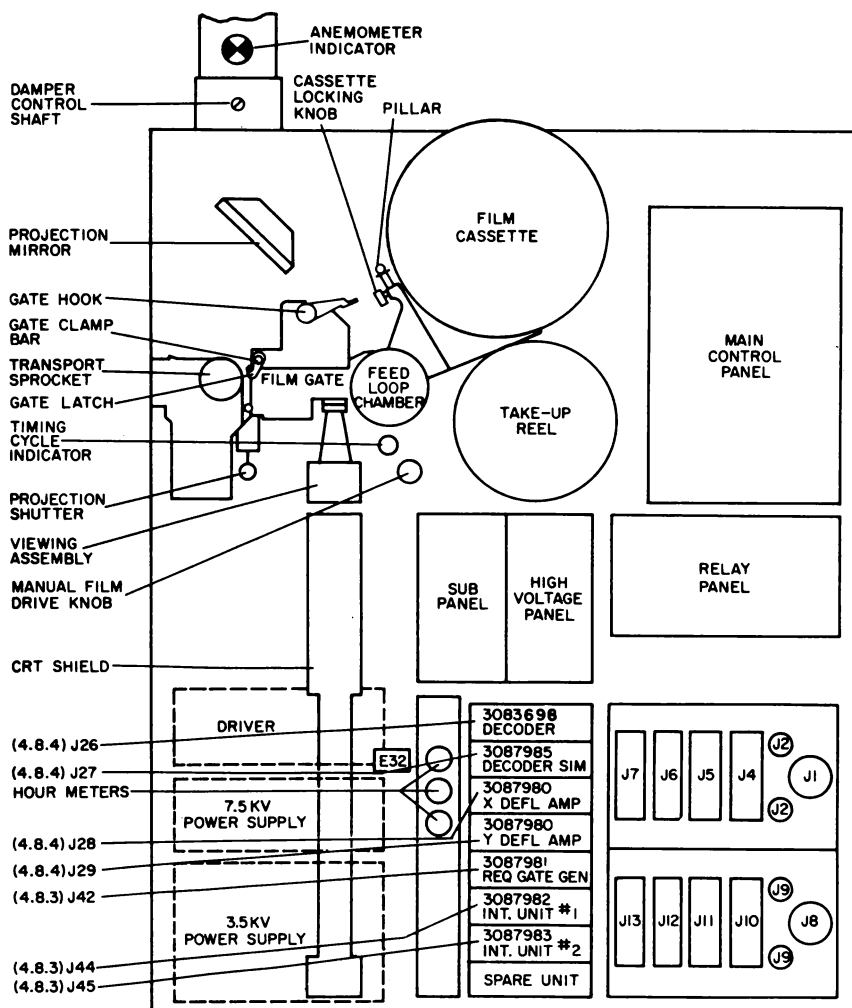 ANEMOMETER
INDICATOR
DAMPER
CONTROL
SHAFT
CASSETTE
LOCKING
KNOB
PILLAR
FILM
CASSETTE
PROJECTION
MIRROR
GATE HOOK
GATE CLAMP
BAR
TRANSPORT
SPROCKET
GATE LATCH
TIMING
CYCLE
INDICATOR
PROJECTION
SHUTTER
VIEWING
ASSEMBLY
MANUAL FILM
DRIVE KNOB
CRT SHIELD
FILM GATE
FEED
LOOP
CHAMBER
TAKE-UP
REEL
MAIN
CONTROL
PANEL
SUB
PANEL
HIGH
VOLTAGE
PANEL
RELAY
PANEL
(4.8.4) J26
(4.8.4) J27
HOUR METERS
(4.8.4) J28
(4.8.4) J29
(4.8.3) J42
(4.8.3) J44
(4.8.3) J45
DRIVER
E32
7.5KV
POWER SUPPLY
3.5KV
POWER SUPPLY
3083698
DECODER
3087985
DECODER SIM
3087980
X DEFL AMP
3087980
Y DEFL AMP
3087981
REQ GATE GEN
3087982
INT. UNIT #1
3087983
INT. UNIT #2
SPARE UNIT
J7
J6
J5
J4
J2
J2
J1
J13
J12
J11
J10
J9
J9
J8